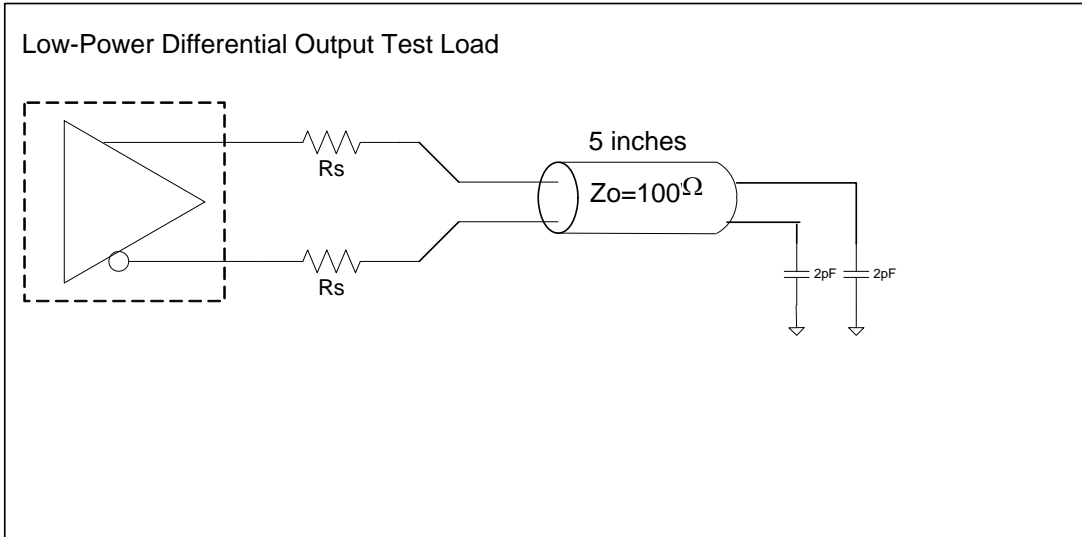 Low-Power Differential Output Test Load
Rs
5 inches
Zo=100Ω
Rs
2pF
2pF